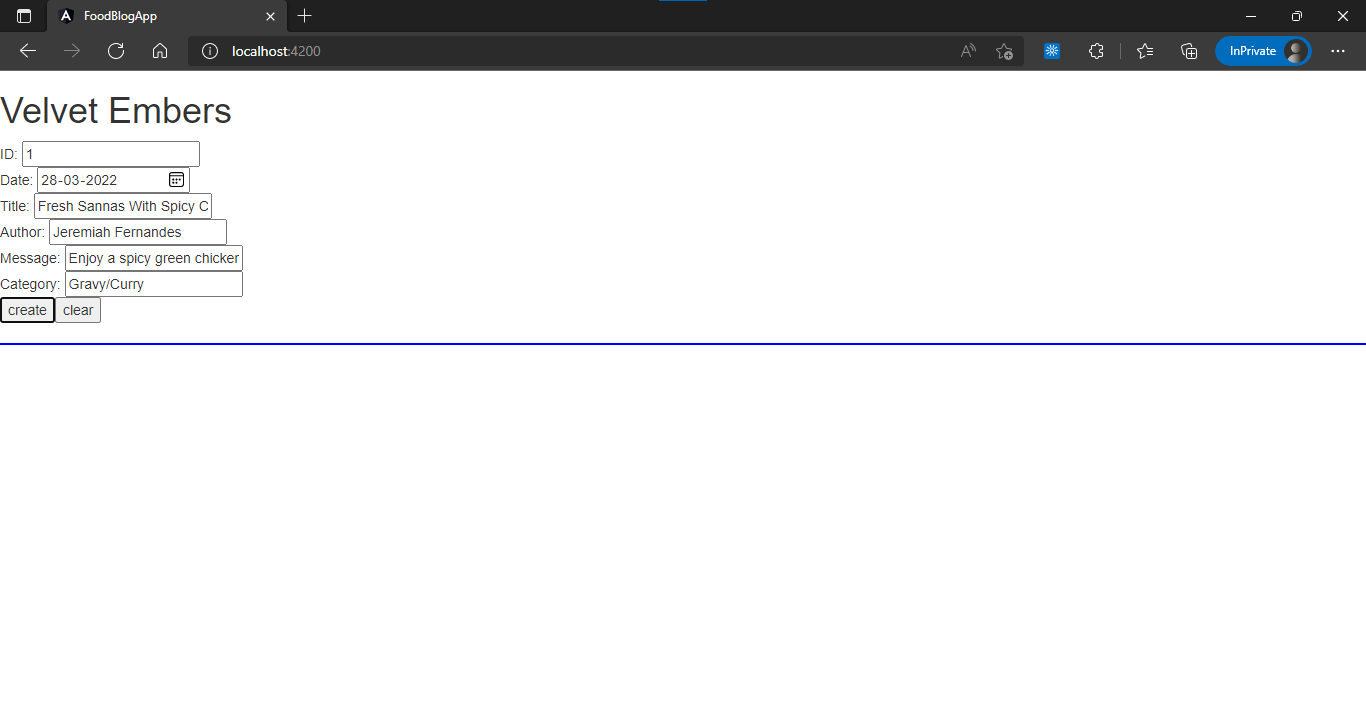 FoodBlogApp
localhost:4200
InPrivate
Velvet Embers
ID: 1
Date: 28-03-2022
Title: Fresh Sannas With Spicy C
Author: Jeremiah Fernandes
Message: Enjoy a spicy green chicken
Category: Gravy/Curry
create clear